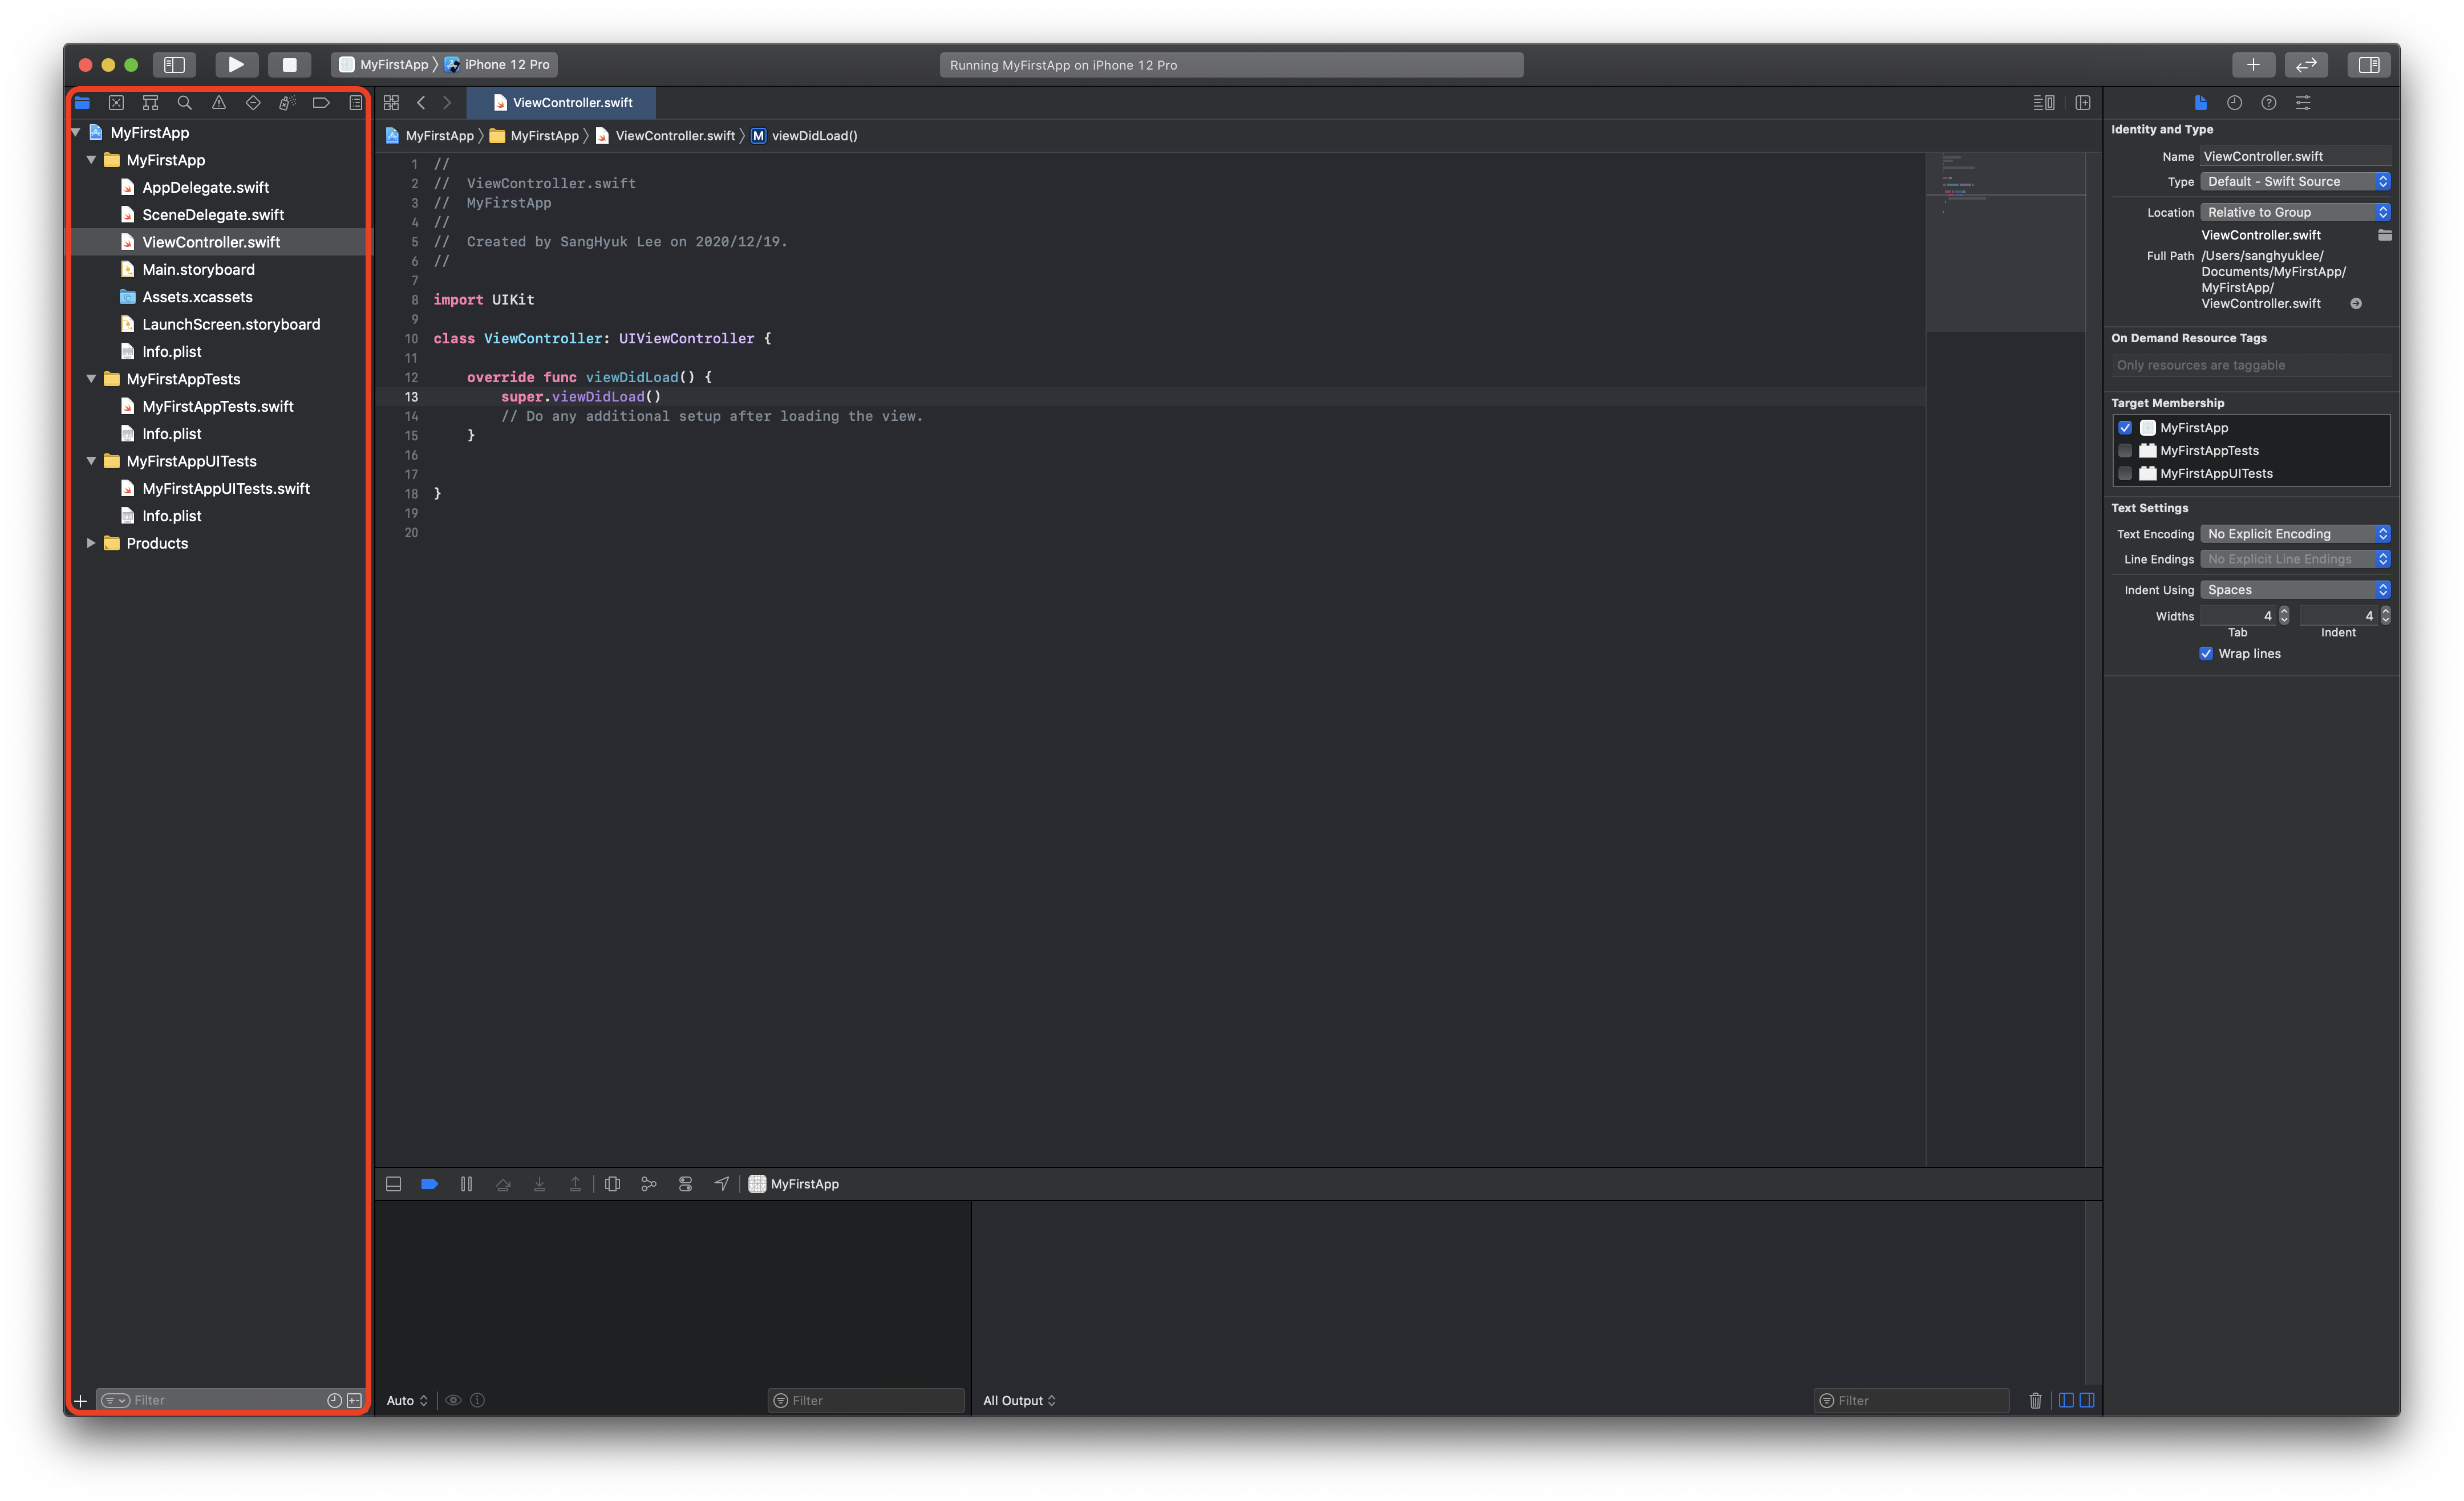 MyFirstApp 〉 iPhone 12 Pro
Running MyFirstApp on iPhone 12 Pro
MyFirstApp
MyFirstApp
AppDelegate.swift
SceneDelegate.swift
ViewController.swift
Main.storyboard
Assets.xcassets
LaunchScreen.storyboard
Info.plist
MyFirstAppTests
MyFirstAppTests.swift
Info.plist
MyFirstAppUITests
MyFirstAppUITests.swift
Info.plist
Products
Filter
ViewController.swift
MyFirstApp 〉 MyFirstApp 〉 ViewController.swift 〉 M viewDidLoad()
1 //
2 //  ViewController.swift
3 //  MyFirstApp
4 //
5 //  Created by SangHyuk Lee on 2020/12/19.
6 //
7
8 import UIKit
9
10 class ViewController: UIViewController {
11
12     override func viewDidLoad() {
13         super.viewDidLoad()
14         // Do any additional setup after loading the view.
15     }
16
17
18 }
19
20
MyFirstApp
Auto
Filter
All Output
Filter
Identity and Type
Name ViewController.swift
Type Default - Swift Source
Location Relative to Group
ViewController.swift
Full Path /Users/sanghyuklee/
Documents/MyFirstApp/
MyFirstApp/
ViewController.swift
On Demand Resource Tags
Only resources are taggable
Target Membership
MyFirstApp
MyFirstAppTests
MyFirstAppUITests
Text Settings
Text Encoding No Explicit Encoding
Line Endings No Explicit Line Endings
Indent Using Spaces
Widths 4 4
Tab Indent
Wrap lines